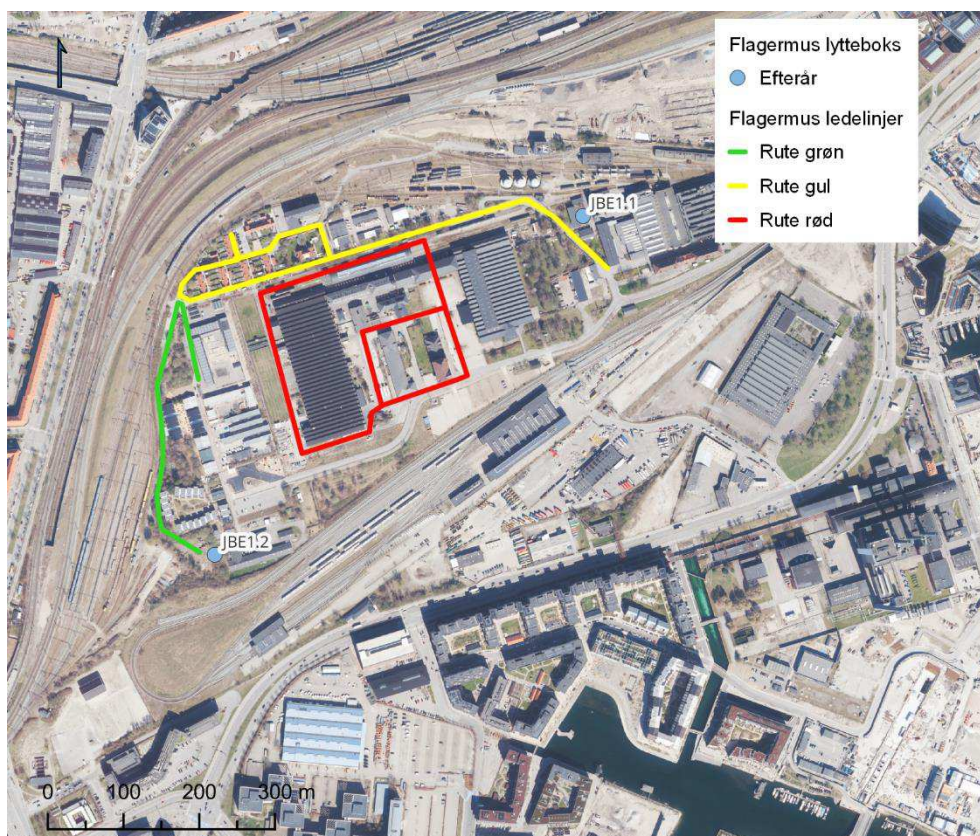 Flagermus lytteboks
Efterår
Flagermus ledelinjer
Rute grøn
Rute gul
Rute rød
JBE1.1
JBE1.2
0 100 200 300 m